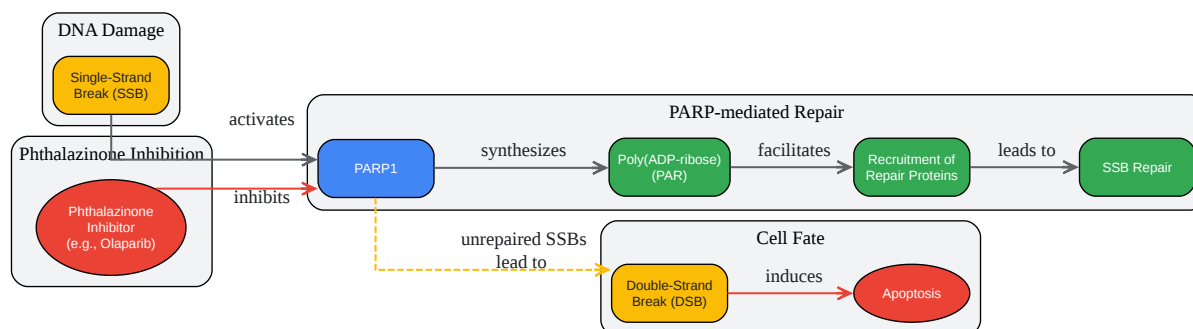 DNA Damage
Single-Strand
Break (SSB)
Phthalazinone Inhibition
Phthalazinone
Inhibitor
(e.g., Olaparib)
activates
inhibits
PARP-mediated Repair
PARP1
synthesizes
Poly(ADP-ribose)
(PAR)
facilitates
Recruitment of
Repair Proteins
leads to
SSB Repair
unrepaired SSBs
lead to
Cell Fate
Double-Strand
Break (DSB)
induces
Apoptosis